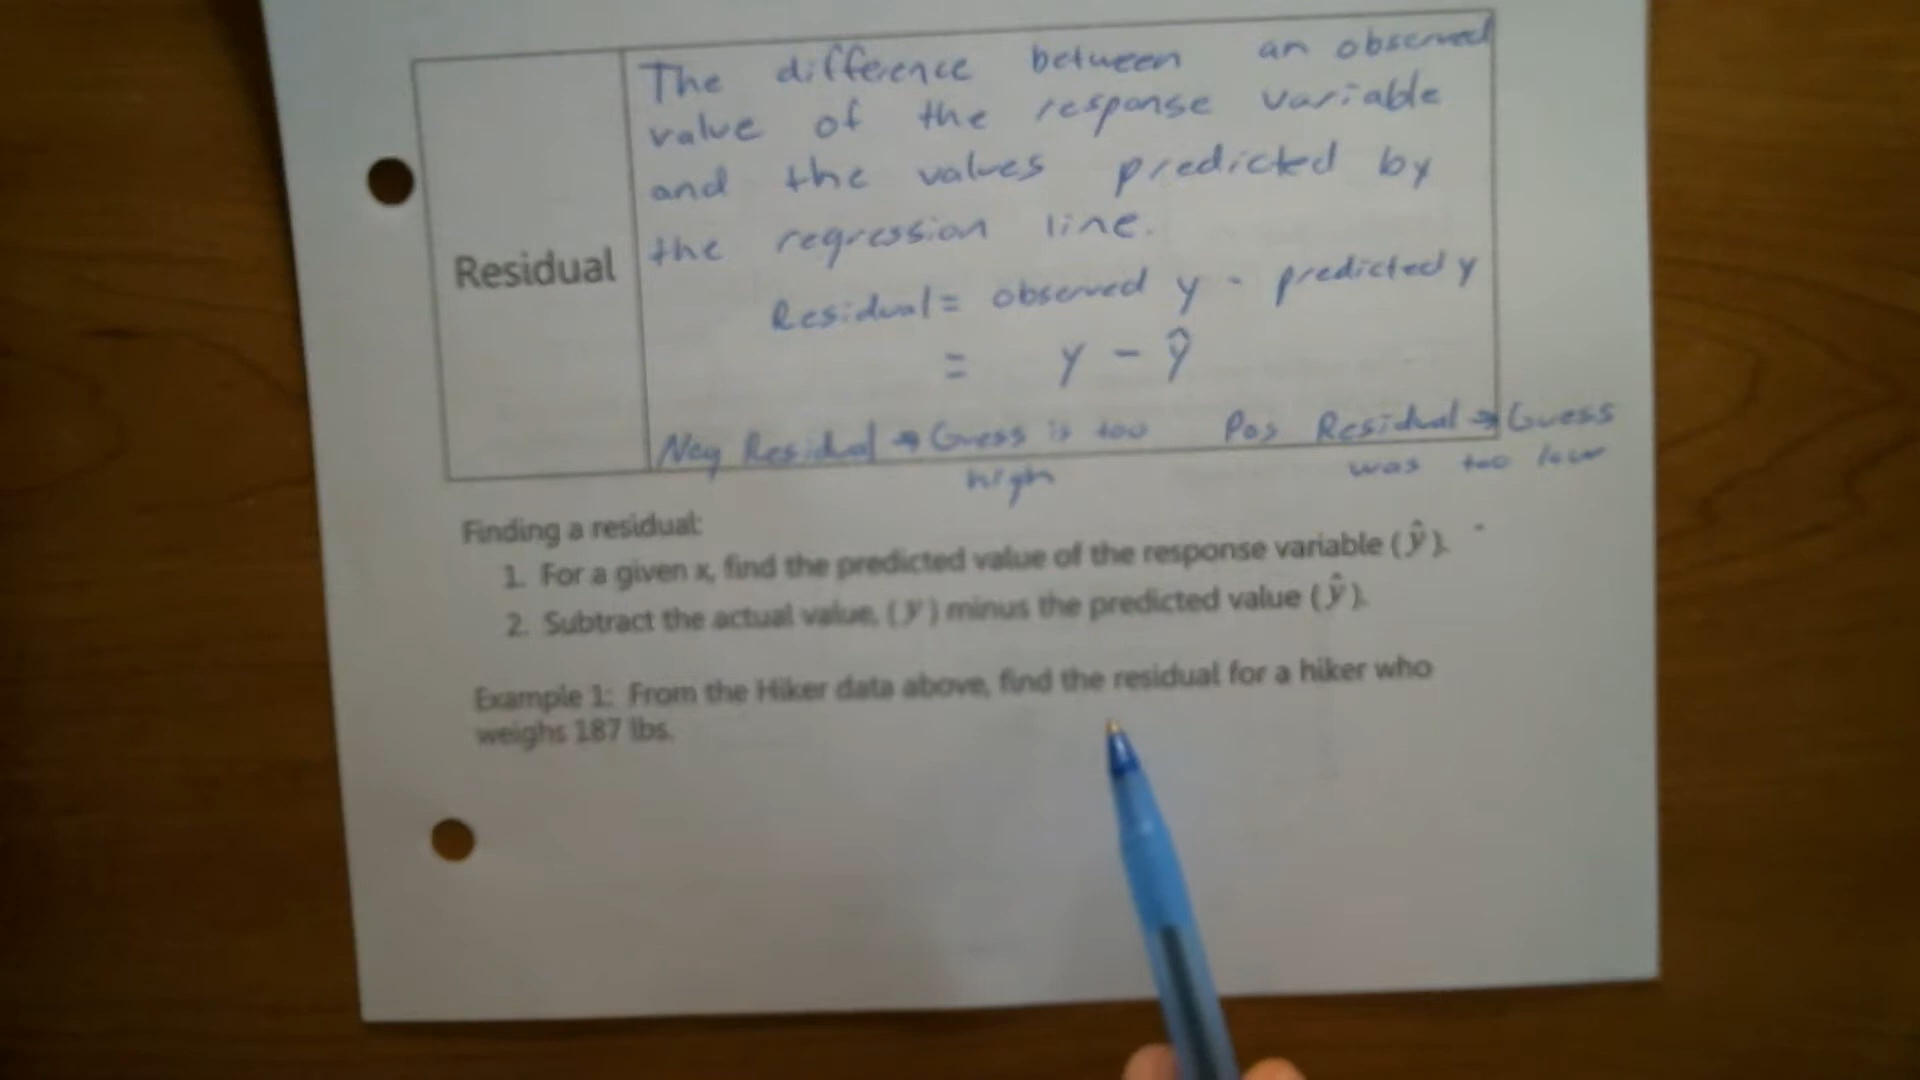 The difference between an observed
value of the response variable
and the values predicted by
the regression line.
Residual
Residual = observed y - predicted y
= y - ŷ
Neg Residual → Guess is too high
Pos Residual → Guess was too low
Finding a residual:
1. For a given x, find the predicted value of the response variable (ŷ).
2. Subtract the actual value, (y) minus the predicted value (ŷ).
Example 1: From the Hiker data above, find the residual for a hiker who
weighs 187 lbs.